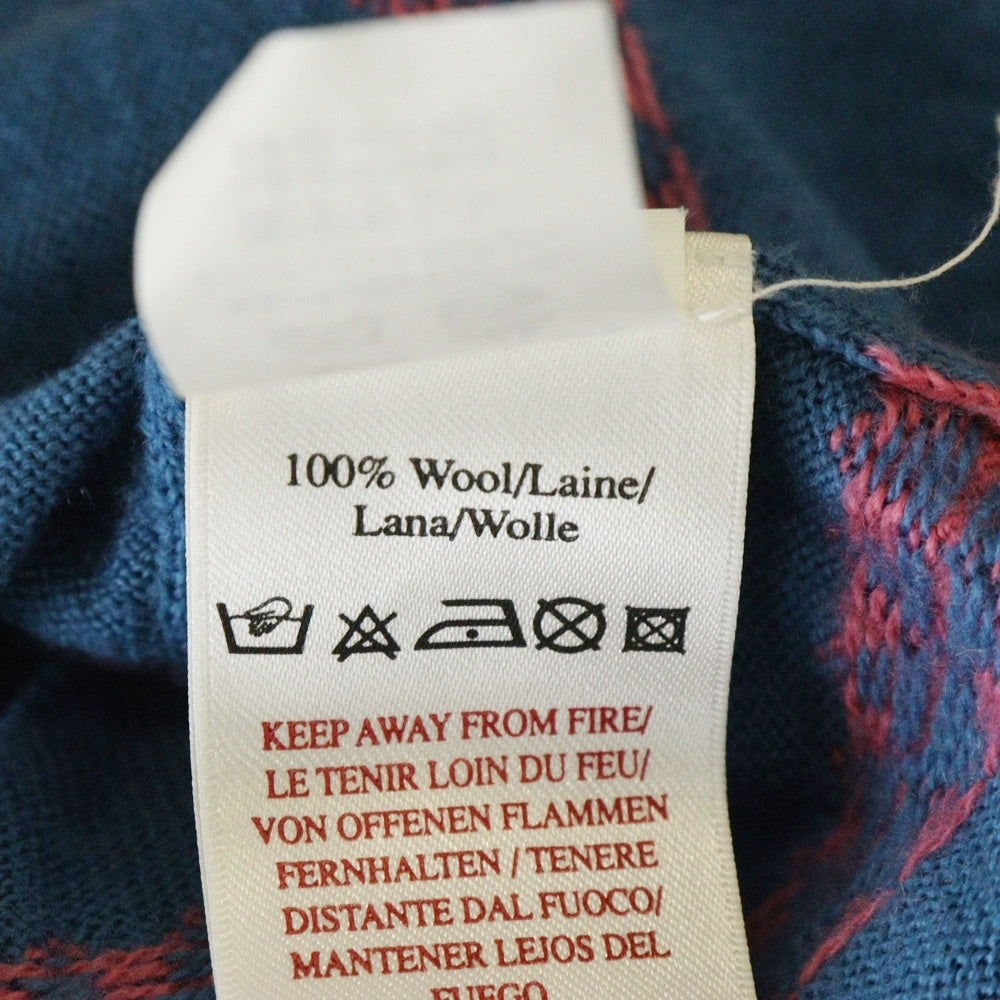 100% Wool/Laine/
Lana/Wolle
KEEP AWAY FROM FIRE/
LE TENIR LOIN DU FEU/
VON OFFENEN FLAMMEN
FERNHALTEN / TENERE
DISTANTE DAL FUOCO/
MANTENER LEJOS DEL
FUEGO